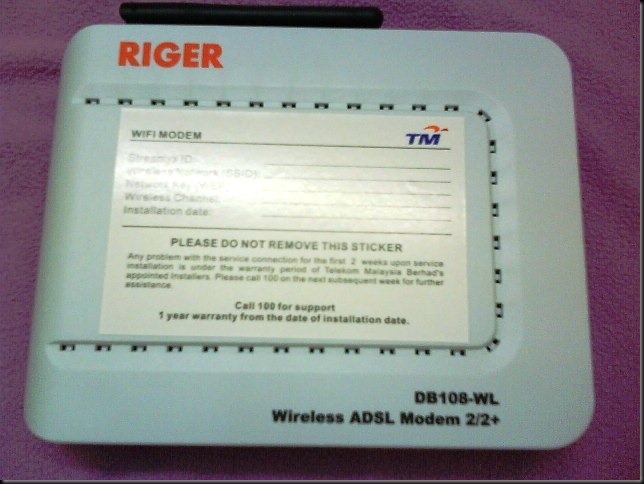 RIGER
WIFI MODEM
TM
Streamyx ID:
Wireless Network (SSID):
Network Key (WEP):
Wireless Channel:
Installation date:
PLEASE DO NOT REMOVE THIS STICKER
Any problem with the service connection for the first 2 weeks upon service
installation is under the warranty period of Telekom Malaysia Berhad's
appointed Installers. Please call 100 on the next subsequent week for further
assistance.
Call 100 for support
1 year warranty from the date of installation date.
DB108-WL
Wireless ADSL Modem 2/2+